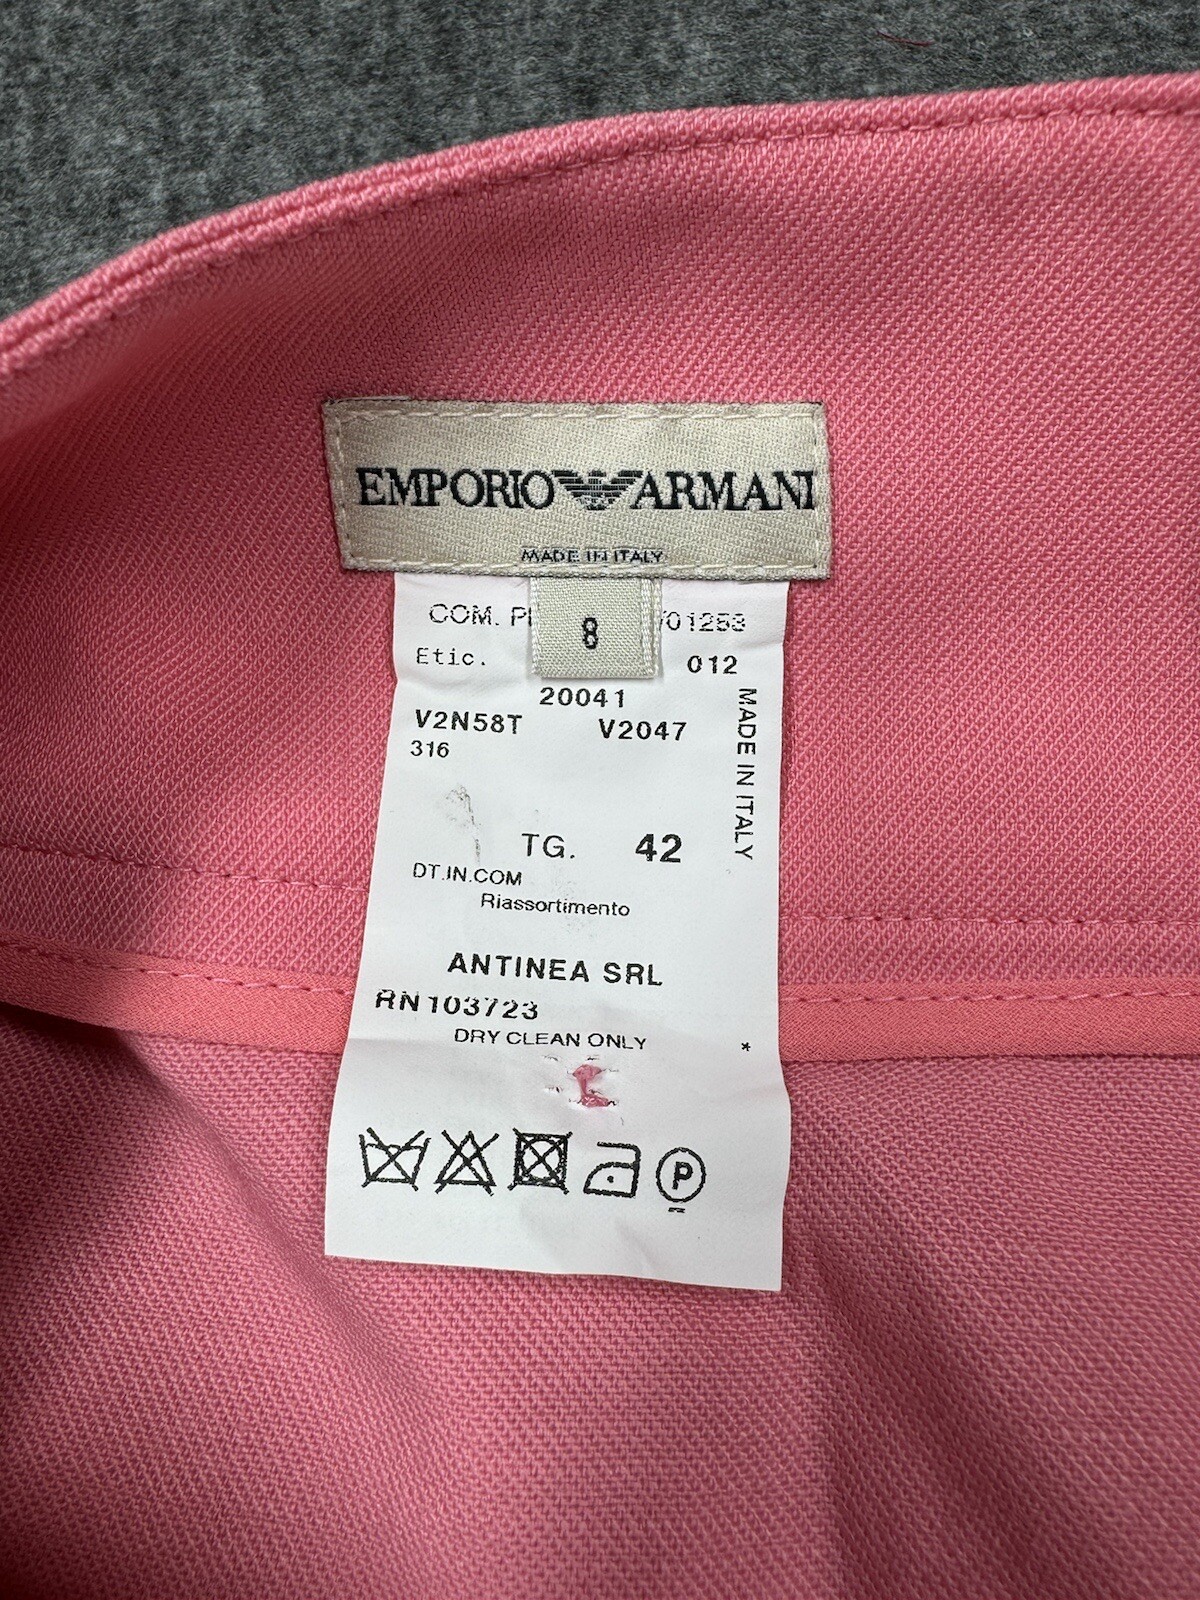 EMPORIO ARMANI
MADE IN ITALY
8
COM. /01253
Etic. 012
20041
V2N58T V2047
316
MADE IN ITALY
TG. 42
DT.IN.COM
Riassortimento
ANTINEA SRL
RN 103723
DRY CLEAN ONLY *
P